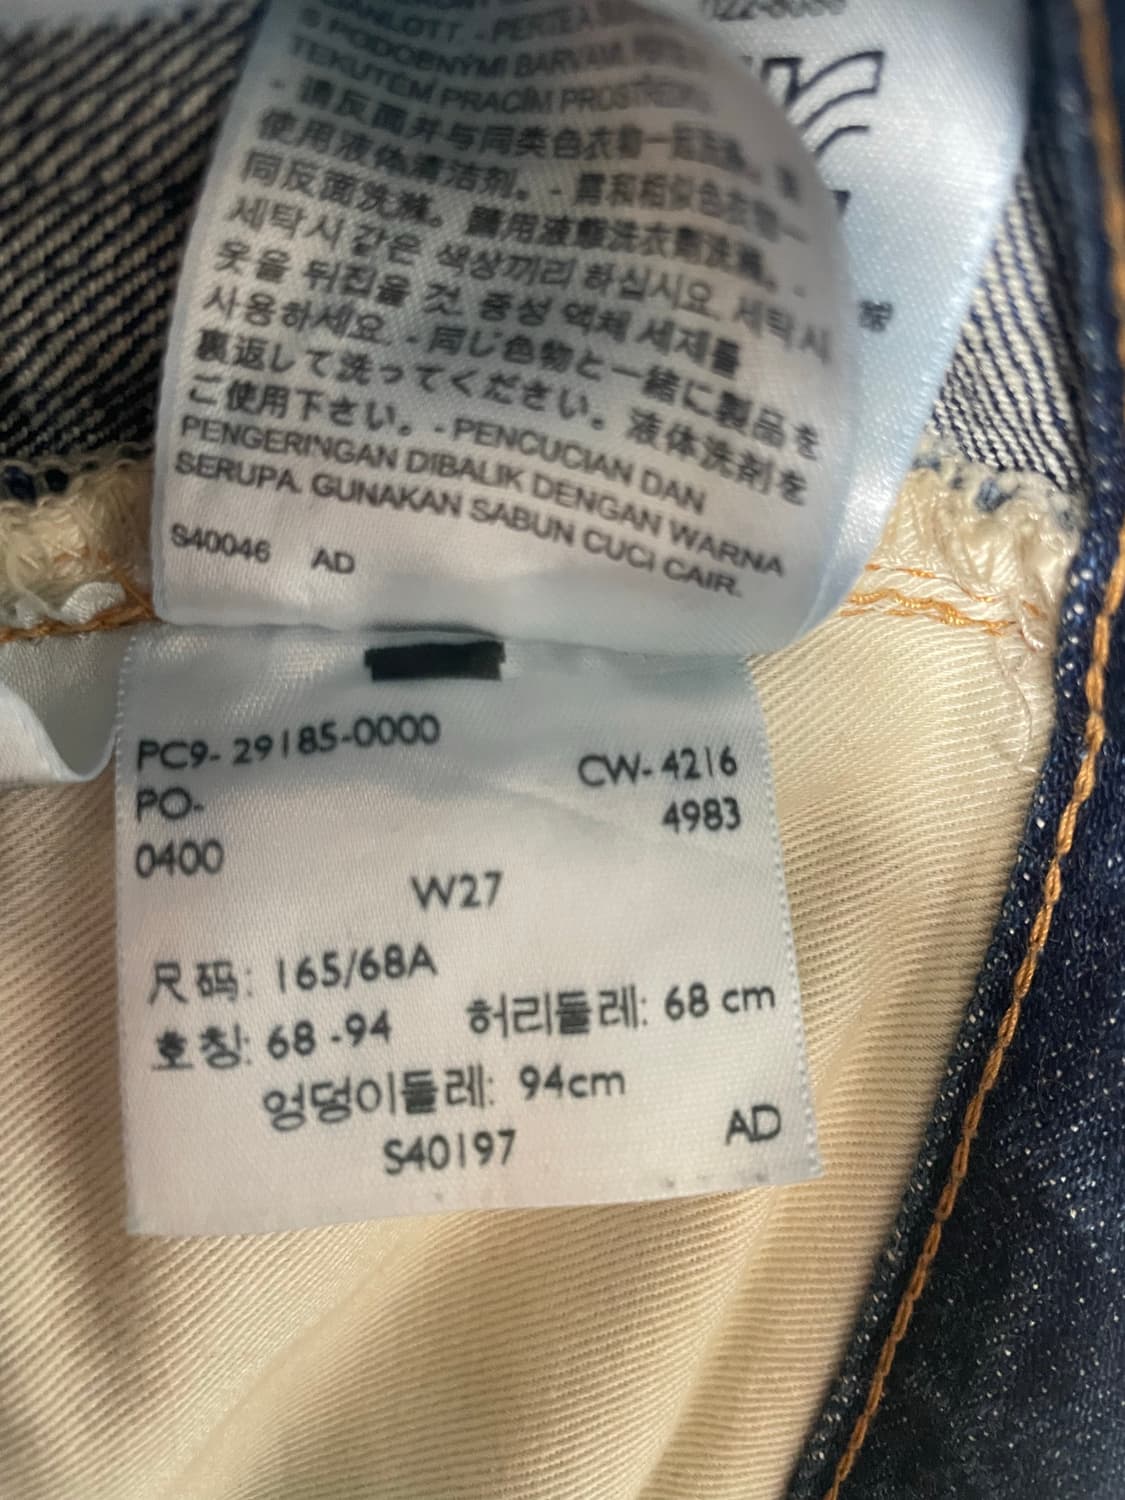 S PODOBNÝMI BARVAMI.
TEKUTÉM PRACÍM PROSTŘEDKU.
- 请反面并与同类色衣物一起洗涤。
使用液体清洁剂。 - 需和相似色衣物一
同反面洗滌。 需用液體洗衣劑洗滌。 -
세탁시 같은 색상끼리 하십시오. 세탁 시
옷을 뒤집을 것. 중성 액체 세제를
사용하세요. - 同じ色物と一緒に製品を
裏返して洗ってください。 液体洗剤を
ご使用下さい。 - PENCUCIAN DAN
PENGERINGAN DIBALIK DENGAN WARNA
SERUPA. GUNAKAN SABUN CUCI CAIR.
S40046 AD
PC9- 29185-0000
CW- 4216
PO-
4983
0400
W27
尺码: 165/68A
호칭: 68 -94 허리둘레: 68 cm
엉덩이둘레: 94cm
S40197 AD